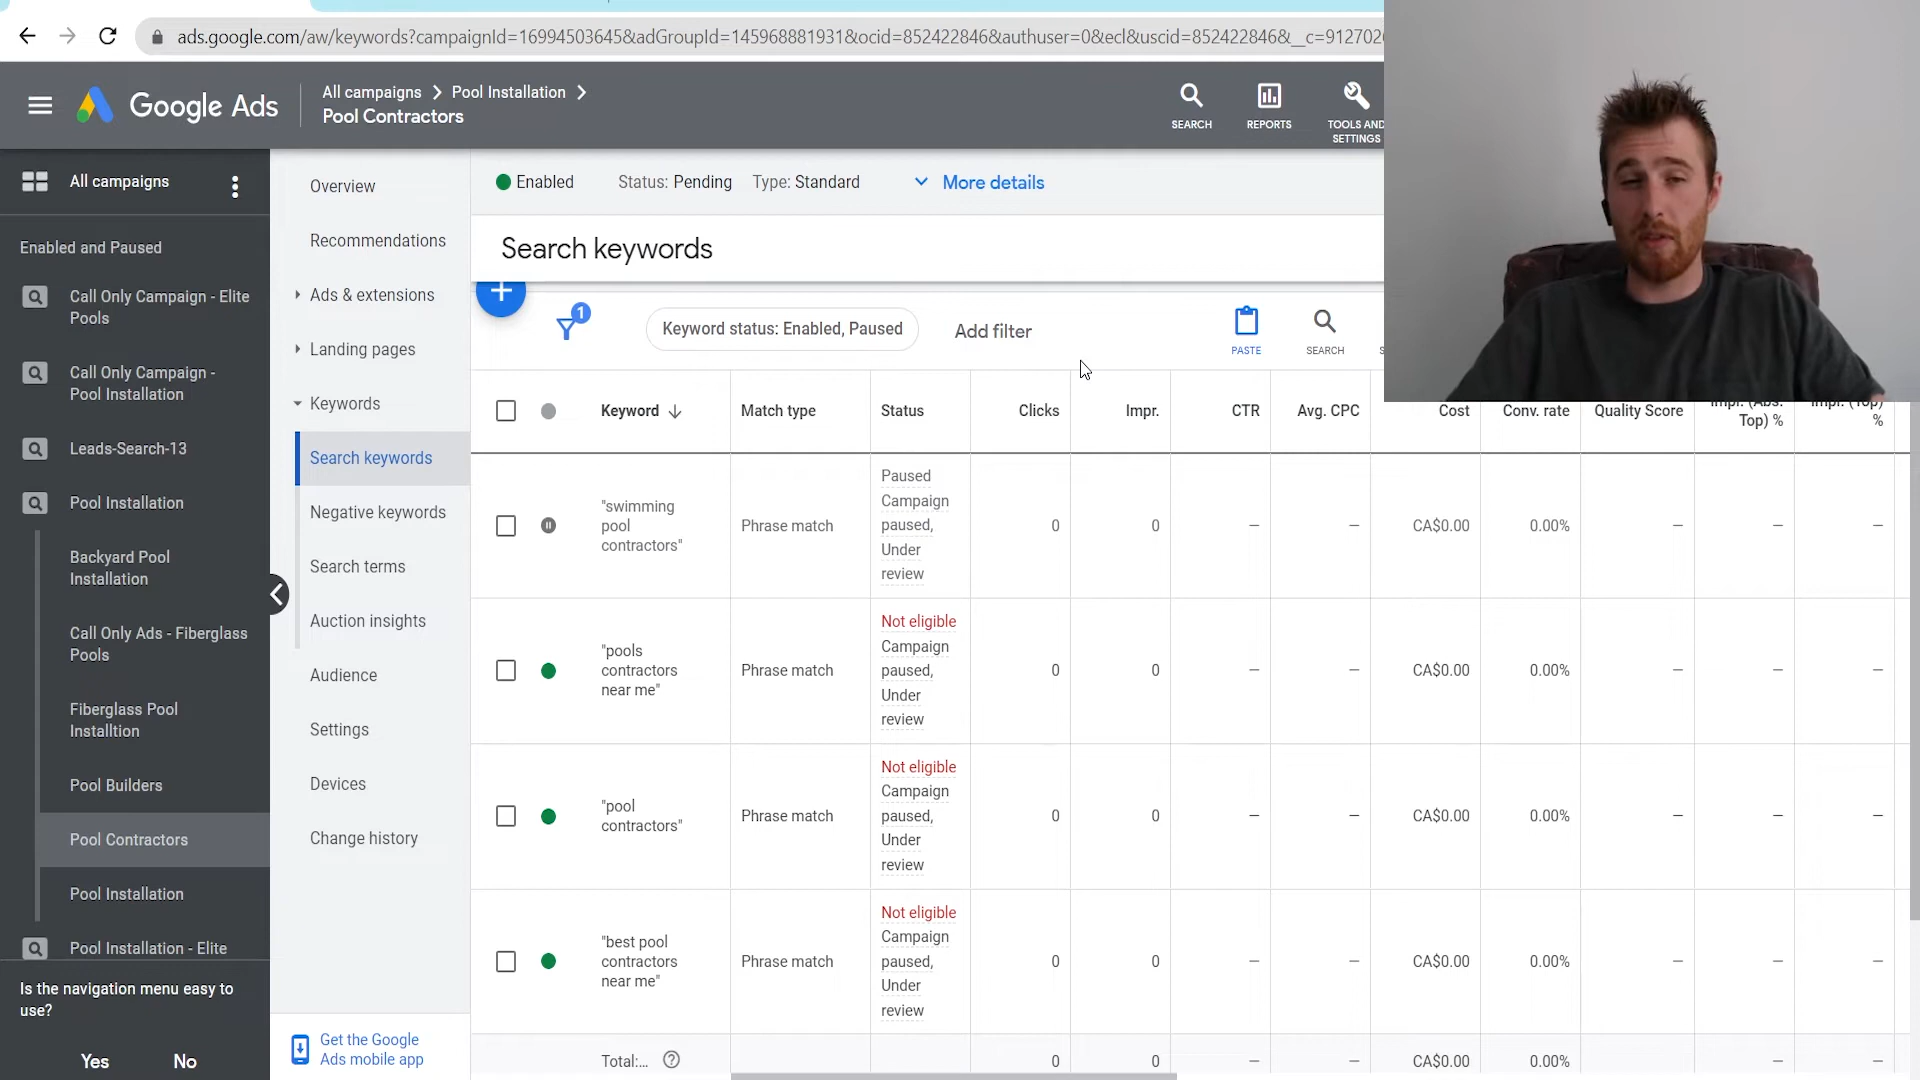 ads.google.com/aw/keywords?campaignId=16994503645&adGroupId=145968881931&ocid=852422846&authuser=0&ecl&uscid=852422846&__c=912702
Google Ads
All campaigns > Pool Installation >
Pool Contractors
SEARCH
REPORTS
TOOLS AND
SETTINGS
All campaigns
Enabled and Paused
Call Only Campaign - Elite
Pools
Call Only Campaign -
Pool Installation
Leads-Search-13
Pool Installation
Backyard Pool
Installation
Call Only Ads - Fiberglass
Pools
Fiberglass Pool
Installtion
Pool Builders
Pool Contractors
Pool Installation
Pool Installation - Elite
Is the navigation menu easy to
use?
Yes No
Overview
Recommendations
Ads & extensions
Landing pages
Keywords
Search keywords
Negative keywords
Search terms
Auction insights
Audience
Settings
Devices
Change history
Get the Google
Ads mobile app
Enabled Status: Pending Type: Standard More details
Search keywords
1
Keyword status: Enabled, Paused
Add filter
PASTE
SEARCH
Keyword Match type Status Clicks Impr. CTR Avg. CPC Cost Conv. rate Quality Score Impr. (Abs. Top) % Impr. (Top) %
"swimming
pool
contractors"
Phrase match
Paused
Campaign
paused,
Under
review
0 0 – – CA$0.00 0.00% – – –
"pools
contractors
near me"
Phrase match
Not eligible
Campaign
paused,
Under
review
0 0 – – CA$0.00 0.00% – – –
"pool
contractors"
Phrase match
Not eligible
Campaign
paused,
Under
review
0 0 – – CA$0.00 0.00% – – –
"best pool
contractors
near me"
Phrase match
Not eligible
Campaign
paused,
Under
review
0 0 – – CA$0.00 0.00% – – –
Total:... 0 0 – – CA$0.00 0.00% – –